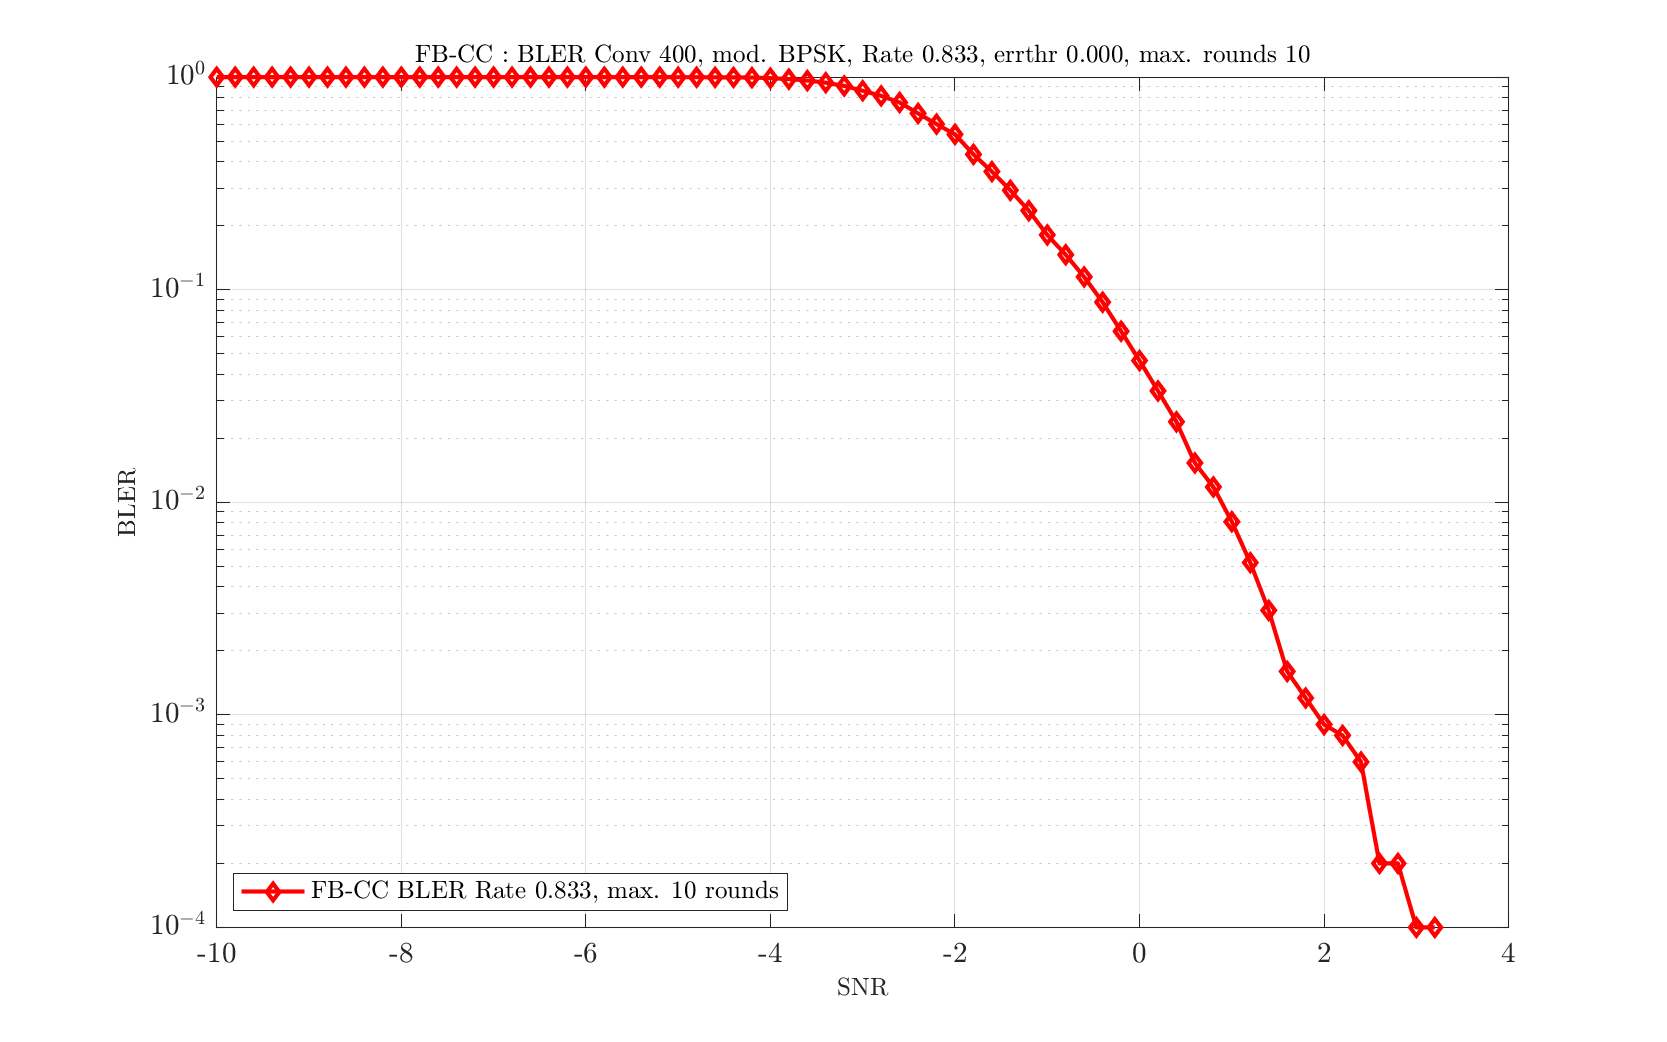 FB-CC : BLER Conv 400, mod. BPSK, Rate 0.833, errthr 0.000, max. rounds 10
10⁰
10⁻¹
10⁻²
10⁻³
10⁻⁴
BLER
FB-CC BLER Rate 0.833, max. 10 rounds
-10 -8 -6 -4 -2 0 2 4
SNR